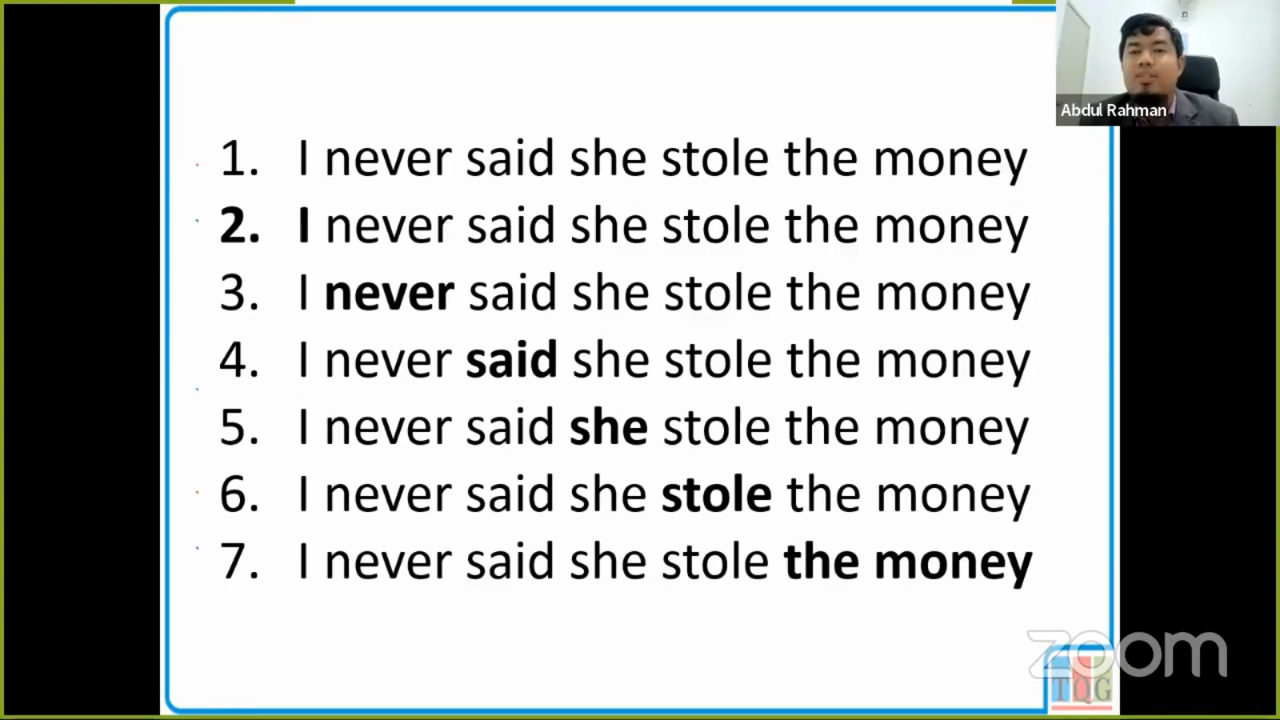 Abdul Rahman
1. I never said she stole the money
2. I never said she stole the money
3. I never said she stole the money
4. I never said she stole the money
5. I never said she stole the money
6. I never said she stole the money
7. I never said she stole the money
zoom
TQG